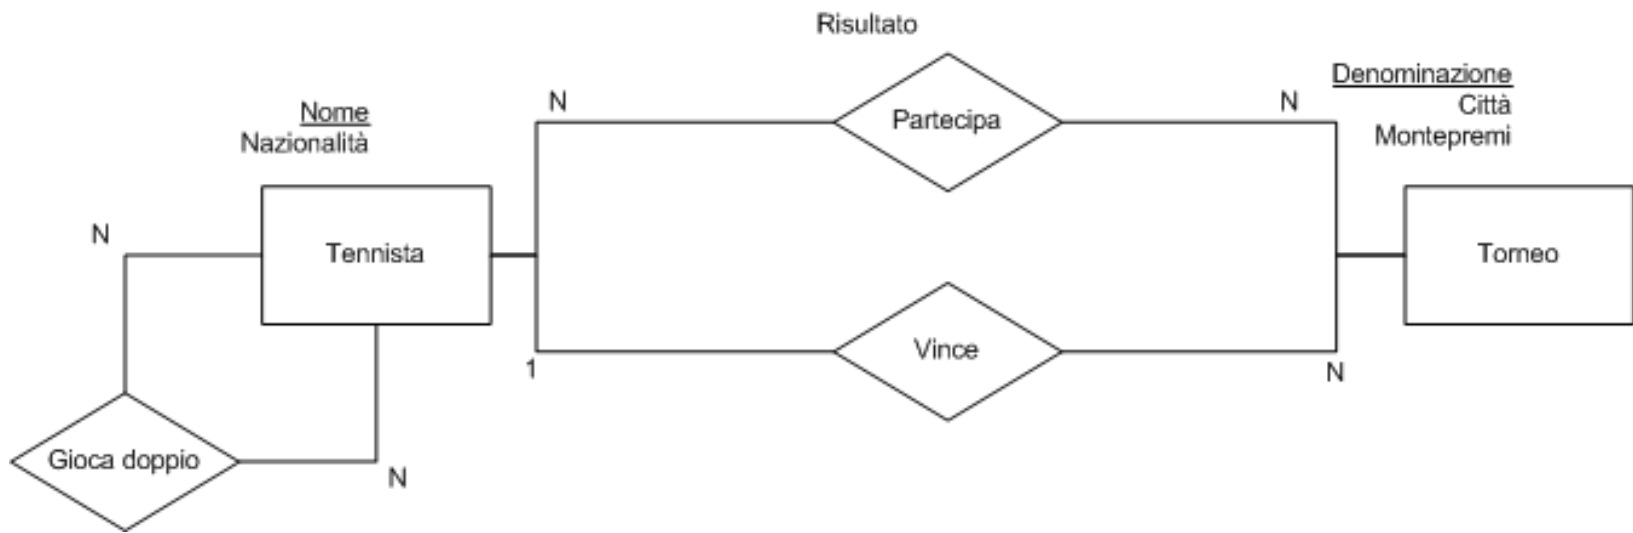 Risultato
Denominazione
Città
Montepremi
Nome
Nazionalità
N
Partecipa
N
N
Tennista
Torneo
1
Vince
N
Gioca doppio
N